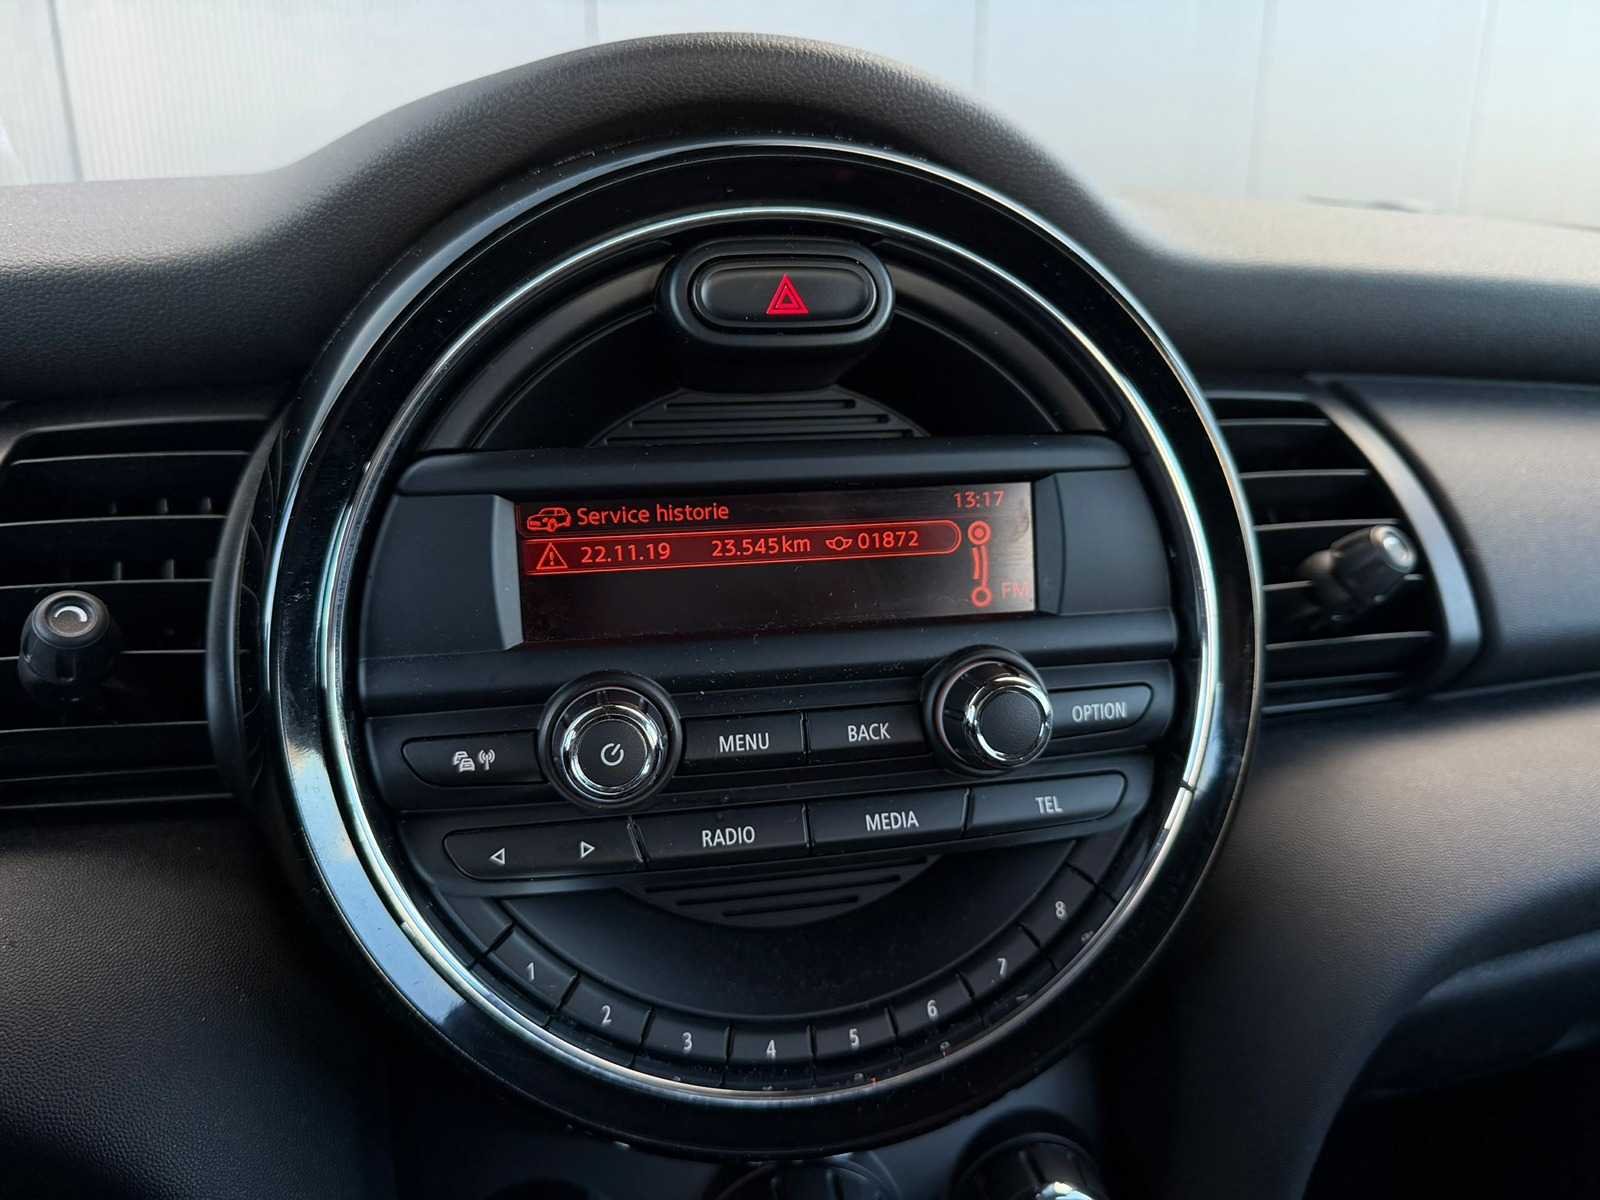 Service historie 13:17
22.11.19 23.545km 01872
FM
MENU BACK OPTION
RADIO MEDIA TEL
1 2 3 4 5 6 7 8